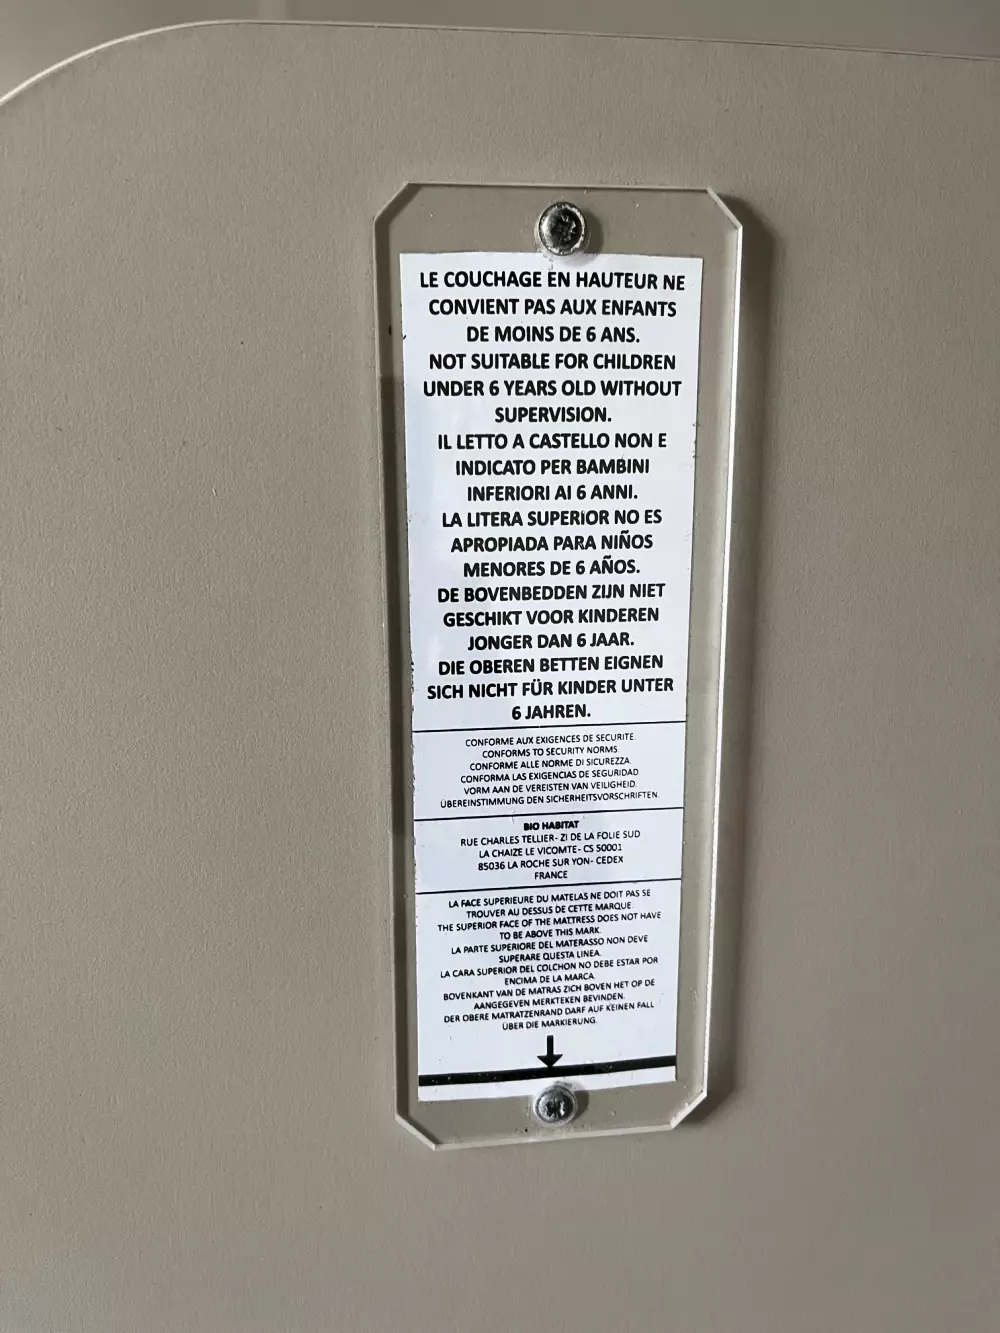 LE COUCHAGE EN HAUTEUR NE
CONVIENT PAS AUX ENFANTS
DE MOINS DE 6 ANS.
NOT SUITABLE FOR CHILDREN
UNDER 6 YEARS OLD WITHOUT
SUPERVISION.
IL LETTO A CASTELLO NON E
INDICATO PER BAMBINI
INFERIORI AI 6 ANNI.
LA LITERA SUPERIOR NO ES
APROPIADA PARA NIÑOS
MENORES DE 6 AÑOS.
DE BOVENBEDDEN ZIJN NIET
GESCHIKT VOOR KINDEREN
JONGER DAN 6 JAAR.
DIE OBEREN BETTEN EIGNEN
SICH NICHT FÜR KINDER UNTER
6 JAHREN.
CONFORME AUX EXIGENCES DE SECURITE.
CONFORMS TO SECURITY NORMS.
CONFORME ALLE NORME DI SICUREZZA.
CONFORMA LAS EXIGENCIAS DE SEGURIDAD
VORM AAN DE VEREISTEN VAN VEILIGHEID.
ÜBEREINSTIMMUNG DEN SICHERHEITSVORSCHRIFTEN.
BIO HABITAT
RUE CHARLES TELLIER- ZI DE LA FOLIE SUD
LA CHAIZE LE VICOMTE- CS 50001
85036 LA ROCHE SUR YON- CEDEX
FRANCE
LA FACE SUPERIEURE DU MATELAS NE DOIT PAS SE
TROUVER AU DESSUS DE CETTE MARQUE.
THE SUPERIOR FACE OF THE MATTRESS DOES NOT HAVE
TO BE ABOVE THIS MARK.
LA PARTE SUPERIORE DEL MATERASSO NON DEVE
SUPERARE QUESTA LINEA.
LA CARA SUPERIOR DEL COLCHON NO DEBE ESTAR POR
ENCIMA DE LA MARCA.
BOVENKANT VAN DE MATRAS ZICH BOVEN HET OP DE
AANGEGEVEN MERKTEKEN BEVINDEN.
DER OBERE MATRATZENRAND DARF AUF KEINEN FALL
ÜBER DIE MARKIERUNG.